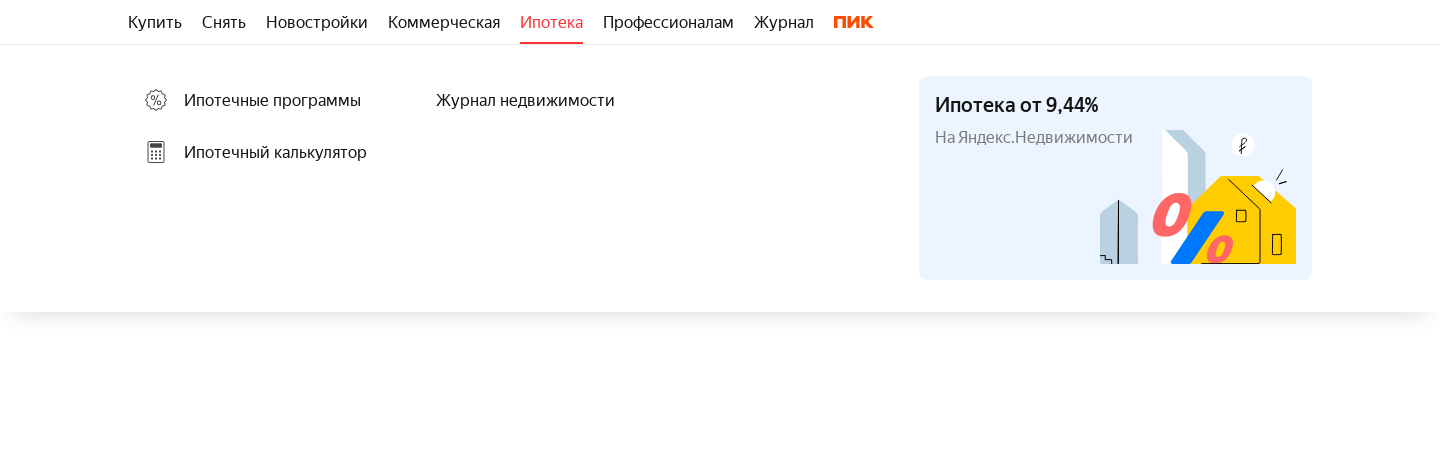 Купить Снять Новостройки Коммерческая Ипотека Профессионалам Журнал ПИК
Ипотечные программы
Ипотечный калькулятор
Журнал недвижимости
Ипотека от 9,44%
На Яндекс.Недвижимости
%